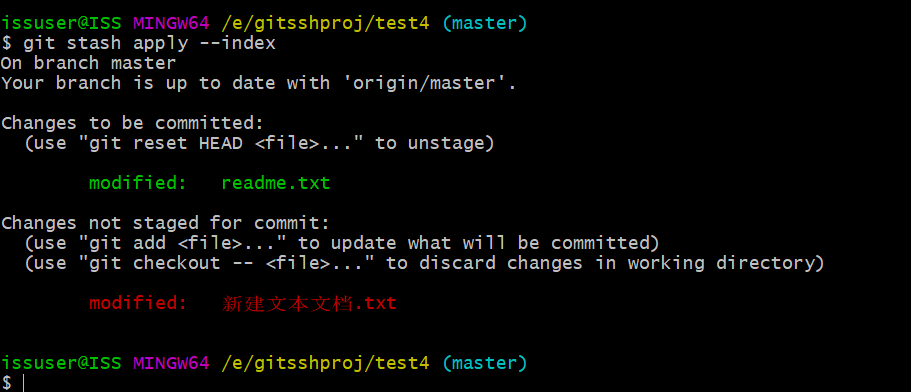 issuser@ISS MINGW64 /e/gitsshproj/test4 (master)
$ git stash apply --index
On branch master
Your branch is up to date with 'origin/master'.
Changes to be committed:
(use "git reset HEAD <file>..." to unstage)
modified: readme.txt
Changes not staged for commit:
(use "git add <file>..." to update what will be committed)
(use "git checkout -- <file>..." to discard changes in working directory)
modified: 新建文本文档.txt
issuser@ISS MINGW64 /e/gitsshproj/test4 (master)
$